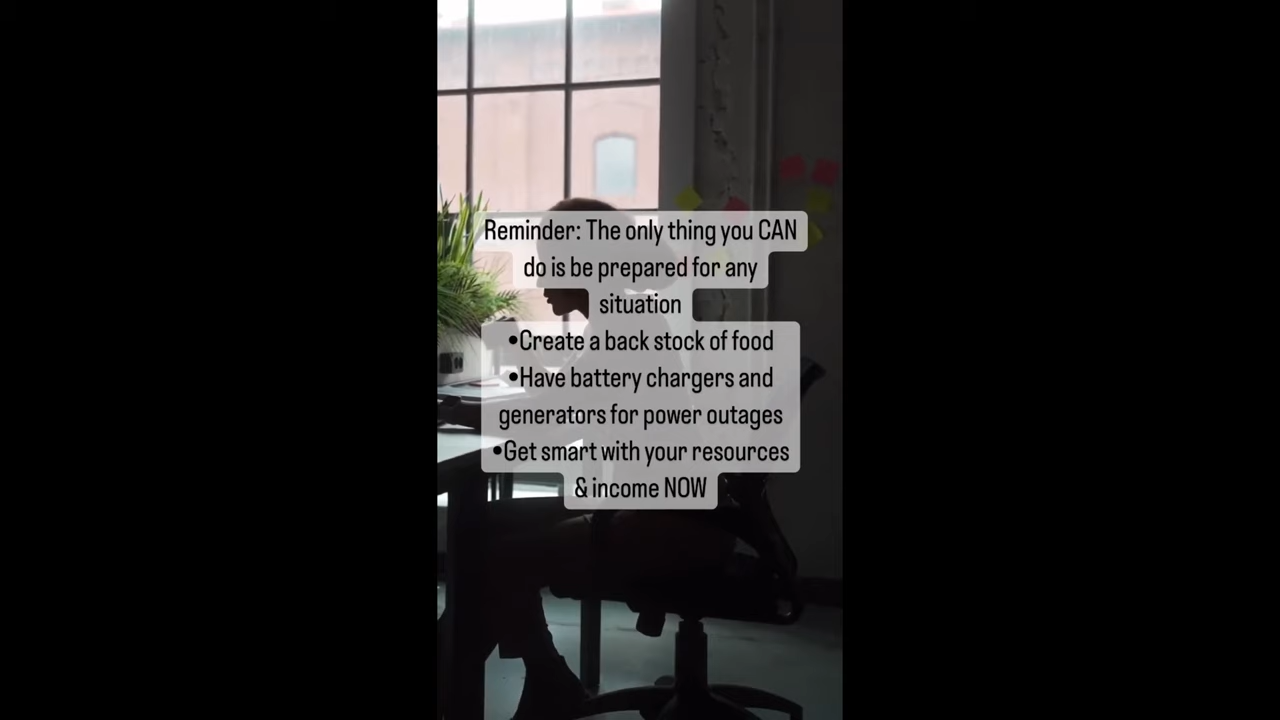 Reminder: The only thing you CAN
do is be prepared for any
situation
•Create a back stock of food
•Have battery chargers and
generators for power outages
•Get smart with your resources
& income NOW